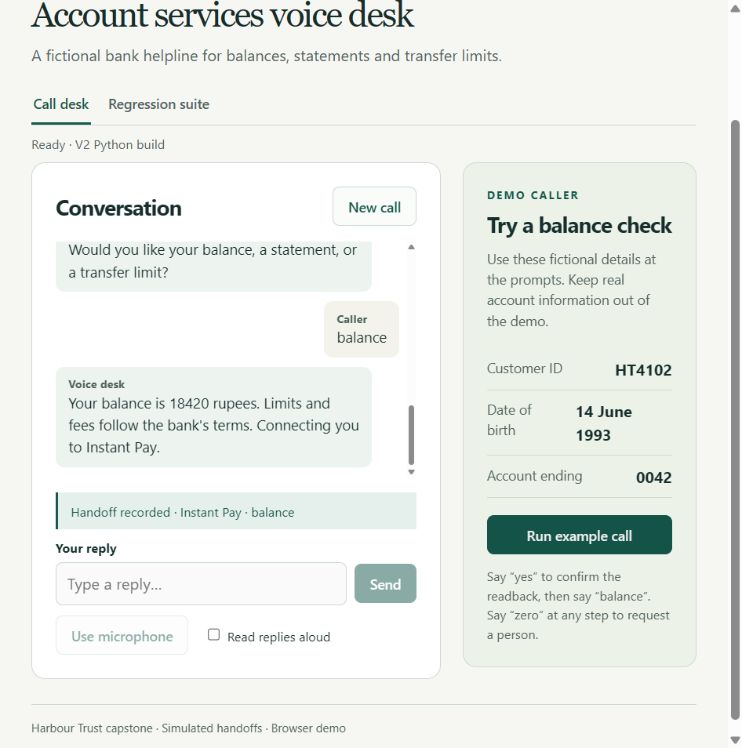 Account services voice desk
A fictional bank helpline for balances, statements and transfer limits.
Call desk
Regression suite
Ready · V2 Python build
Conversation
New call
Would you like your balance, a statement, or
a transfer limit?
Caller
balance
Voice desk
Your balance is 18420 rupees. Limits and
fees follow the bank's terms. Connecting you
to Instant Pay.
Handoff recorded · Instant Pay · balance
Your reply
Type a reply...
Send
Use microphone
Read replies aloud
DEMO CALLER
Try a balance check
Use these fictional details at
the prompts. Keep real
account information out of
the demo.
Customer ID
HT4102
Date of
birth
14 June
1993
Account ending
0042
Run example call
Say “yes” to confirm the
readback, then say “balance”.
Say “zero” at any step to request
a person.
Harbour Trust capstone · Simulated handoffs · Browser demo